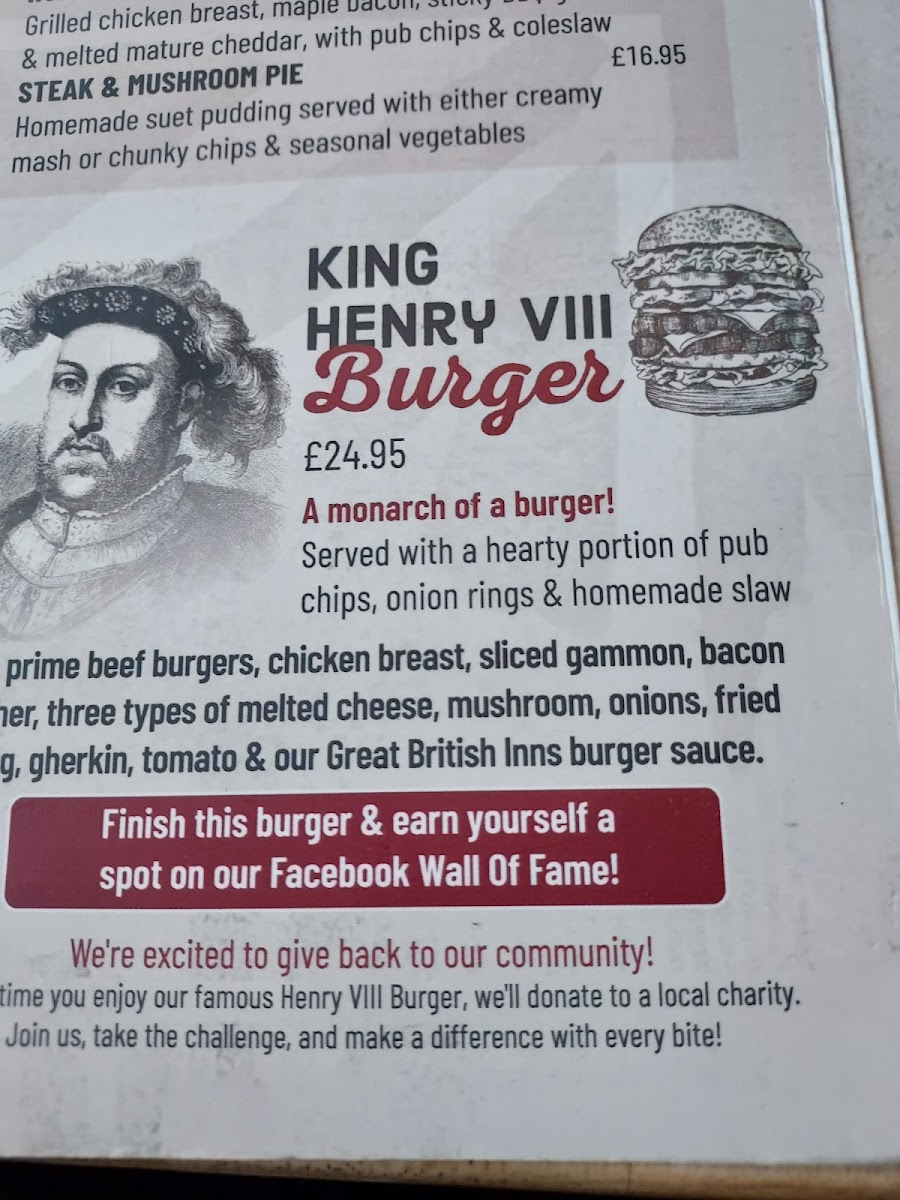 Grilled chicken breast, maple bacon, sticky
& melted mature cheddar, with pub chips & coleslaw
STEAK & MUSHROOM PIE £16.95
Homemade suet pudding served with either creamy
mash or chunky chips & seasonal vegetables
KING
HENRY VIII
Burger
£24.95
A monarch of a burger!
Served with a hearty portion of pub
chips, onion rings & homemade slaw
prime beef burgers, chicken breast, sliced gammon, bacon
three types of melted cheese, mushroom, onions, fried
gherkin, tomato & our Great British Inns burger sauce.
Finish this burger & earn yourself a
spot on our Facebook Wall Of Fame!
We're excited to give back to our community!
time you enjoy our famous Henry VIII Burger, we'll donate to a local charity.
Join us, take the challenge, and make a difference with every bite!